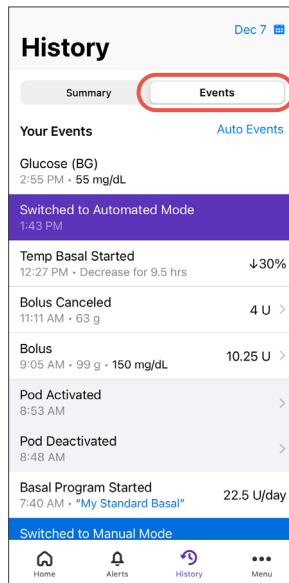 Dec 7
History
Summary
Events
Your Events
Auto Events
Glucose (BG)
2:55 PM • 55 mg/dL
Switched to Automated Mode
1:43 PM
Temp Basal Started
12:27 PM • Decrease for 9.5 hrs
↓30%
Bolus Canceled
11:11 AM • 63 g
4 U >
Bolus
9:05 AM • 99 g • 150 mg/dL
10.25 U >
Pod Activated
8:53 AM
>
Pod Deactivated
8:48 AM
>
Basal Program Started
7:40 AM • “My Standard Basal”
22.5 U/day
Switched to Manual Mode
Home
Alerts
History
Menu